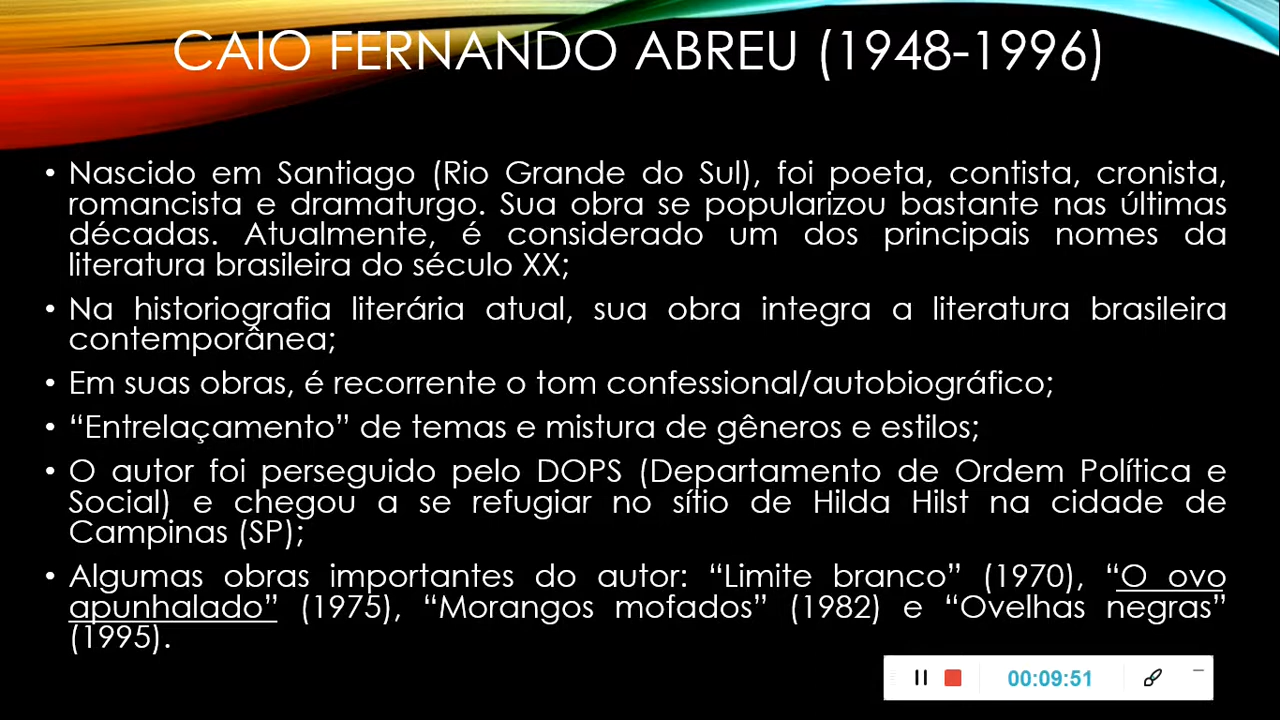 CAIO FERNANDO ABREU (1948-1996)
• Nascido em Santiago (Rio Grande do Sul), foi poeta, contista, cronista,
romancista e dramaturgo. Sua obra se popularizou bastante nas últimas
décadas. Atualmente, é considerado um dos principais nomes da
literatura brasileira do século XX;
• Na historiografia literária atual, sua obra integra a literatura brasileira
contemporânea;
• Em suas obras, é recorrente o tom confessional/autobiográfico;
• “Entrelaçamento” de temas e mistura de gêneros e estilos;
• O autor foi perseguido pelo DOPS (Departamento de Ordem Política e
Social) e chegou a se refugiar no sítio de Hilda Hilst na cidade de
Campinas (SP);
• Algumas obras importantes do autor: “Limite branco” (1970), “O ovo
apunhalado” (1975), “Morangos mofados” (1982) e “Ovelhas negras”
(1995).
00:09:51